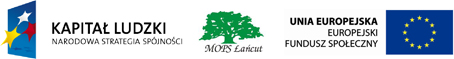 KAPITAŁ LUDZKI
NARODOWA STRATEGIA SPÓJNOŚCI
MOPS Łańcut
UNIA EUROPEJSKA
EUROPEJSKI
FUNDUSZ SPOŁECZNY